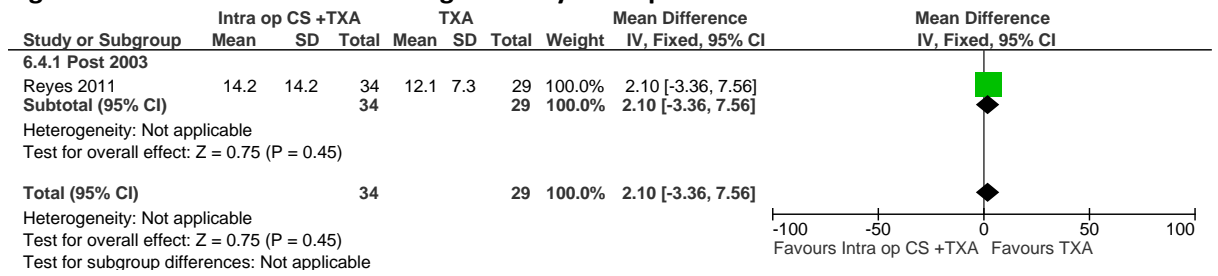 Intra op CS +TXA TXA Mean Difference Mean Difference
Study or Subgroup Mean SD Total Mean SD Total Weight IV, Fixed, 95% CI IV, Fixed, 95% CI
6.4.1 Post 2003
Reyes 2011 14.2 14.2 34 12.1 7.3 29 100.0% 2.10 [-3.36, 7.56]
Subtotal (95% CI) 34 29 100.0% 2.10 [-3.36, 7.56]
Heterogeneity: Not applicable
Test for overall effect: Z = 0.75 (P = 0.45)
Total (95% CI) 34 29 100.0% 2.10 [-3.36, 7.56]
Heterogeneity: Not applicable
Test for overall effect: Z = 0.75 (P = 0.45)
Test for subgroup differences: Not applicable
-100 -50 0 50 100
Favours Intra op CS +TXA Favours TXA